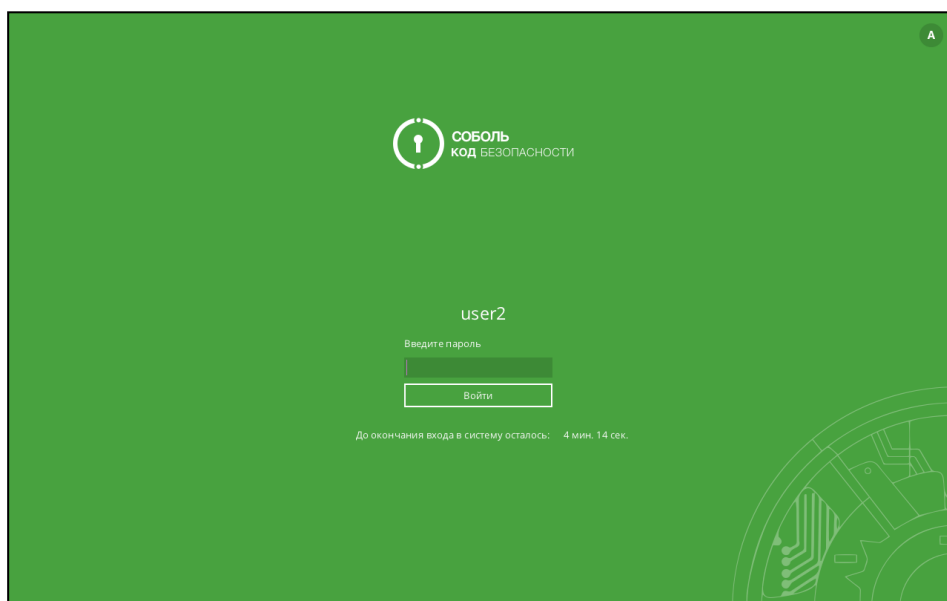 A
СОБОЛЬ
КОД БЕЗОПАСНОСТИ
user2
Введите пароль
Войти
До окончания входа в систему осталось: 4 мин. 14 сек.